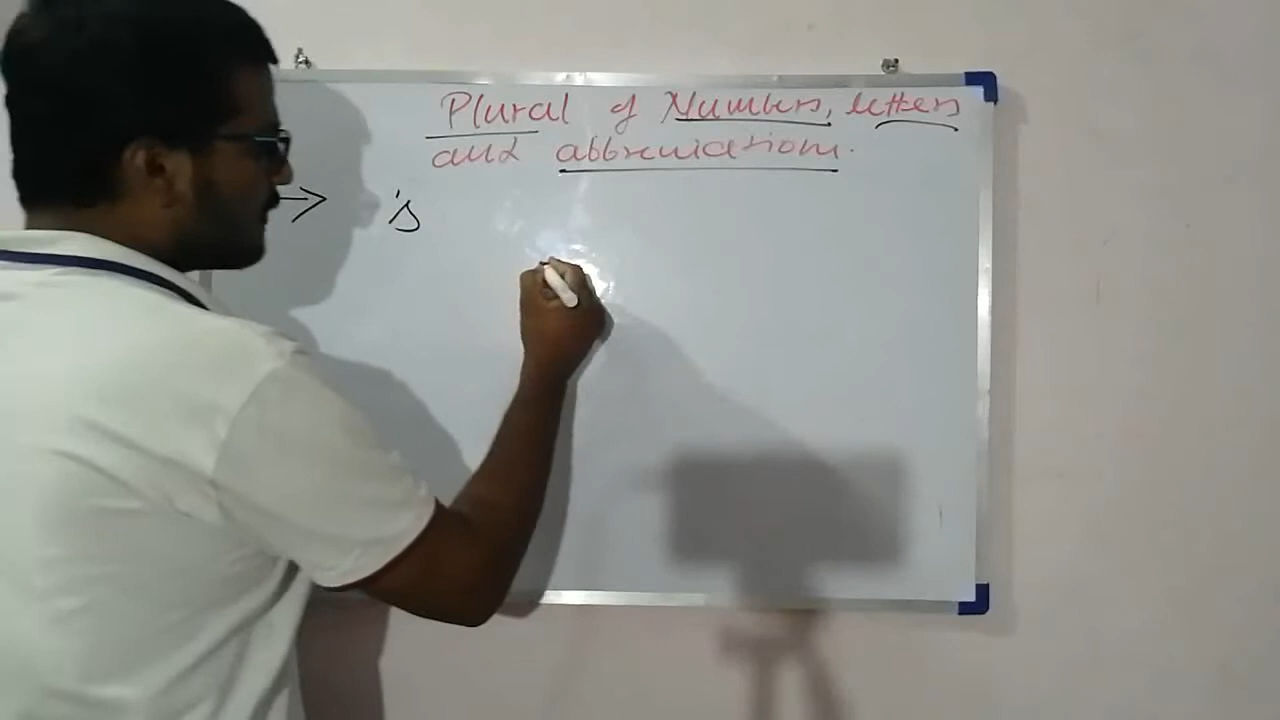 Plural of Numbers, letters
and abbreviations.
→ 's